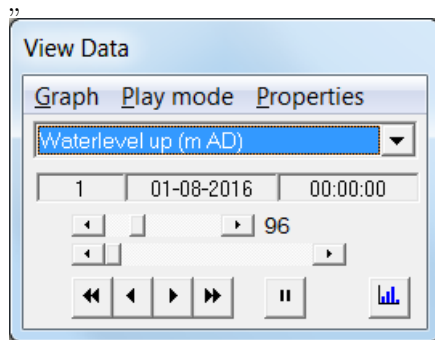 ”
View Data
Graph Play mode Properties
Waterlevel up (m AD)
1 01-08-2016 00:00:00
96